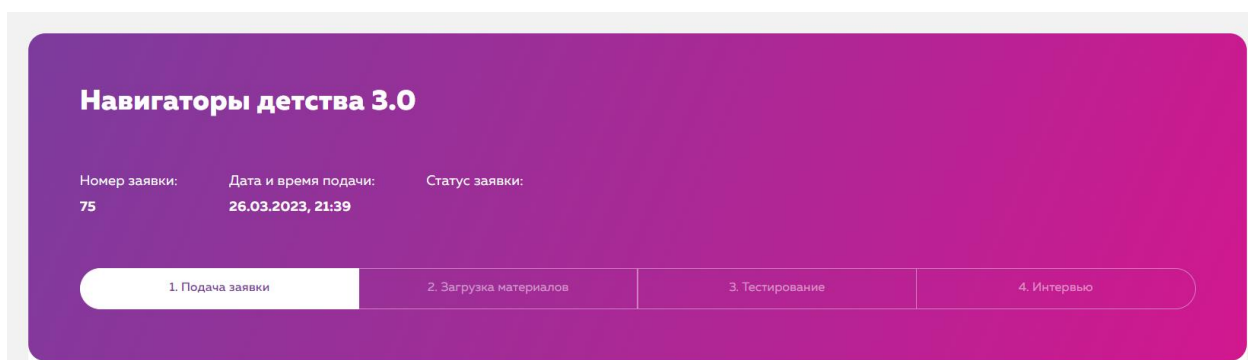 Навигаторы детства 3.0
Номер заявки: Дата и время подачи: Статус заявки:
75 26.03.2023, 21:39
1. Подача заявки 2. Загрузка материалов 3. Тестирование 4. Интервью